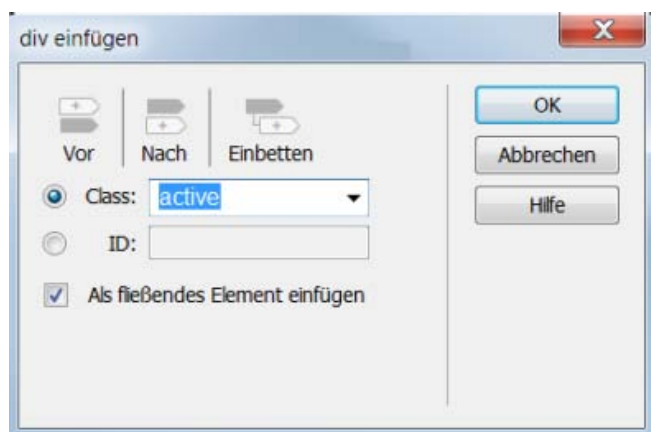 div einfügen
Vor Nach Einbetten
Class: active
ID:
Als fließendes Element einfügen
OK
Abbrechen
Hilfe